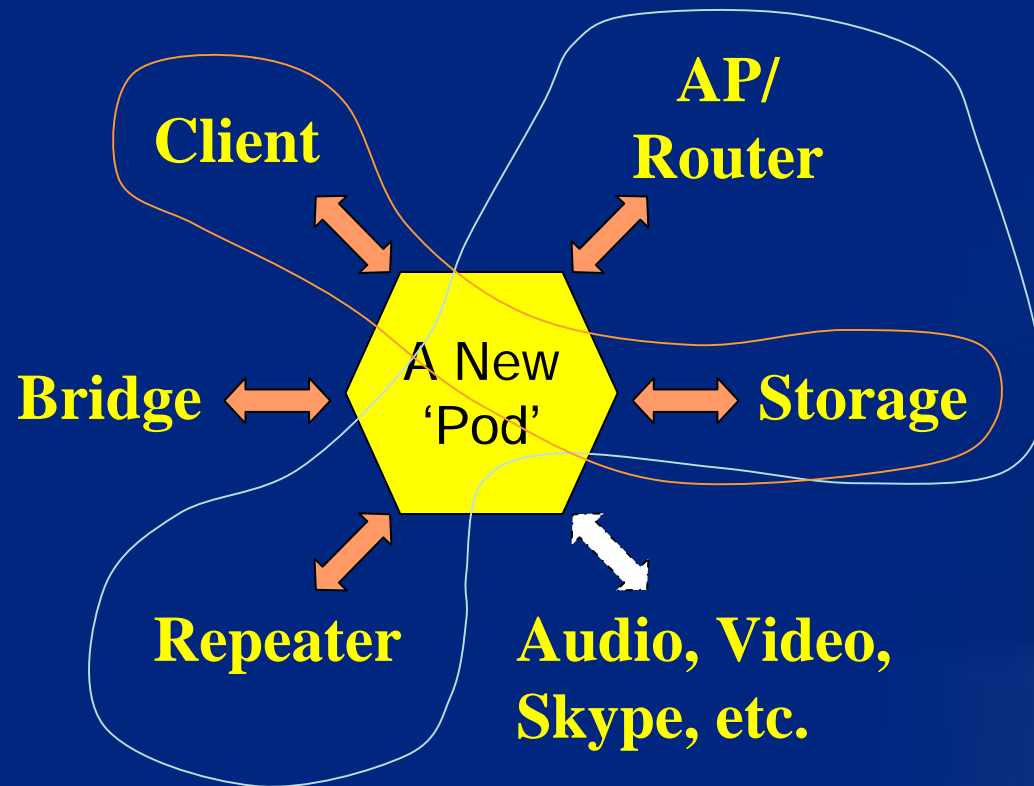 AP/
Router
Client
A New
‘Pod’
Bridge
Storage
Repeater
Audio, Video,
Skype, etc.